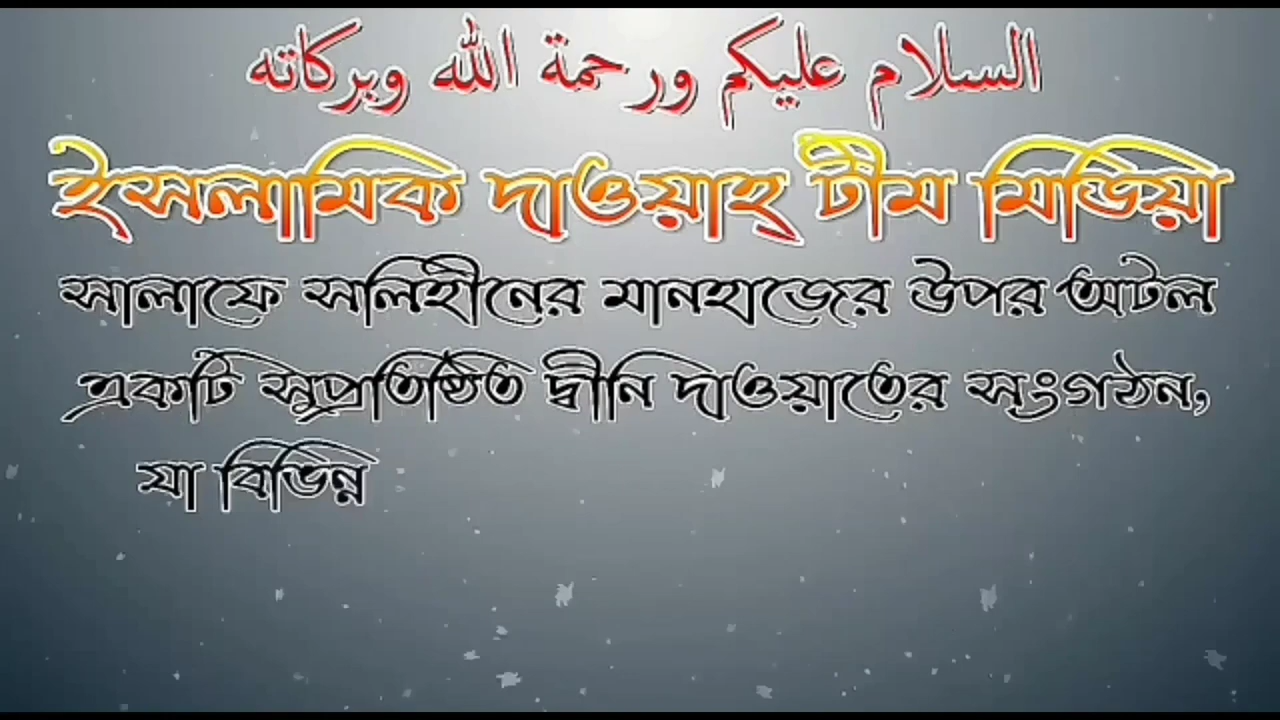 السلام عليكم ورحمة الله وبركاته
ইসলামিক দাওয়াহ্ টীম মিডিয়া
সালাফে সলিহীনের মানহাজের উপর অটল
একটি সুপ্রতিষ্ঠিত দ্বীনি দাওয়াতের সংগঠন,
যা বিভিন্ন